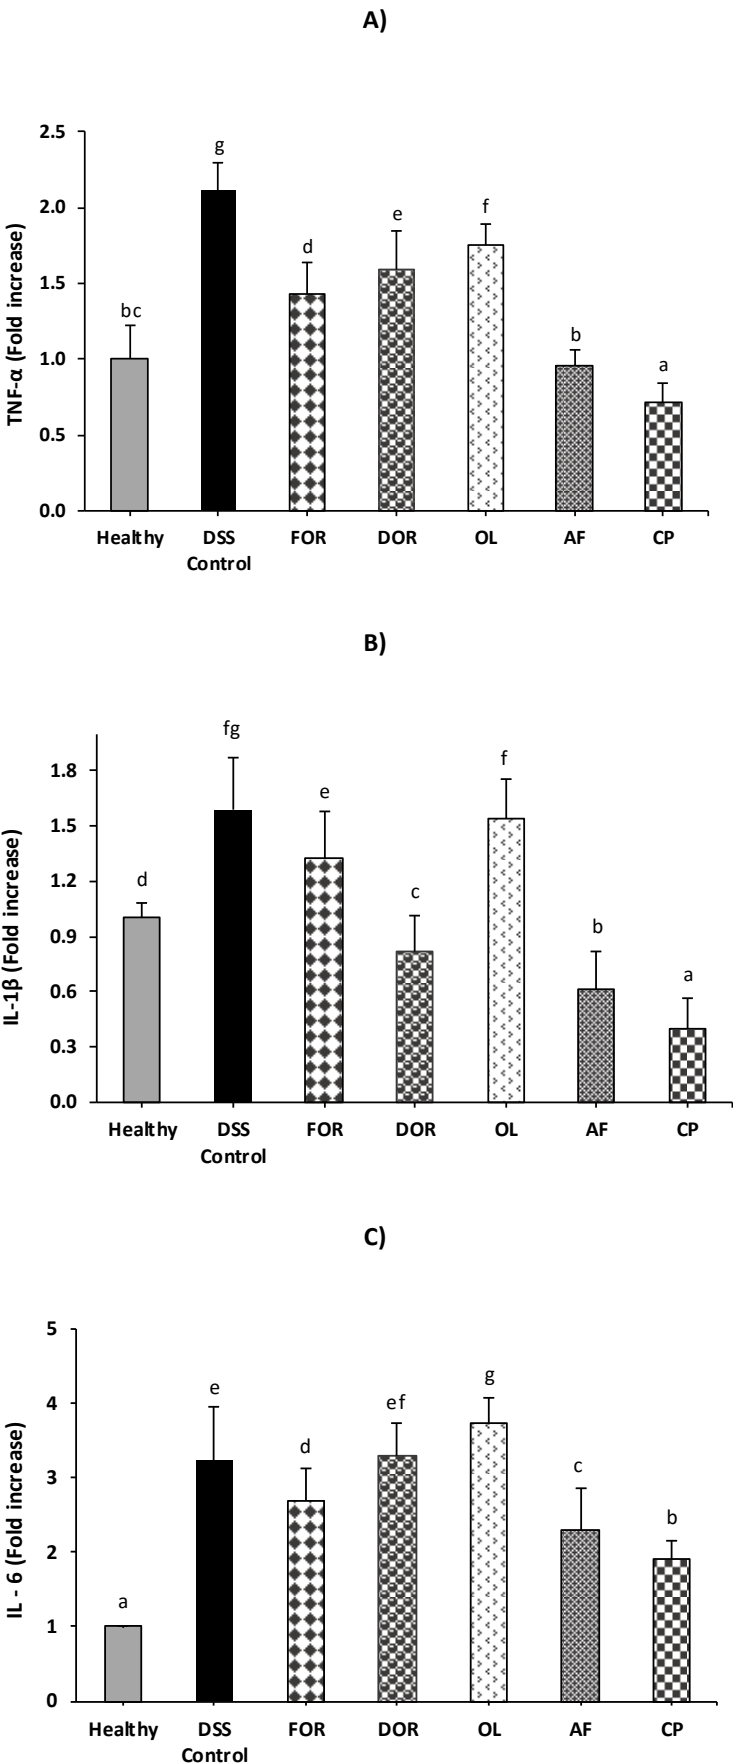 A)
TNF-α (Fold increase)
2.5
2.0
1.5
1.0
0.5
0.0
bc
g
d
e
f
b
a
Healthy
DSS
Control
FOR
DOR
OL
AF
CP
B)
IL-1β (Fold increase)
1.8
1.5
1.2
0.9
0.6
0.3
0.0
d
fg
e
c
f
b
a
Healthy
DSS
Control
FOR
DOR
OL
AF
CP
C)
IL - 6 (Fold increase)
5
4
3
2
1
0
a
e
d
ef
g
c
b
Healthy
DSS
Control
FOR
DOR
OL
AF
CP